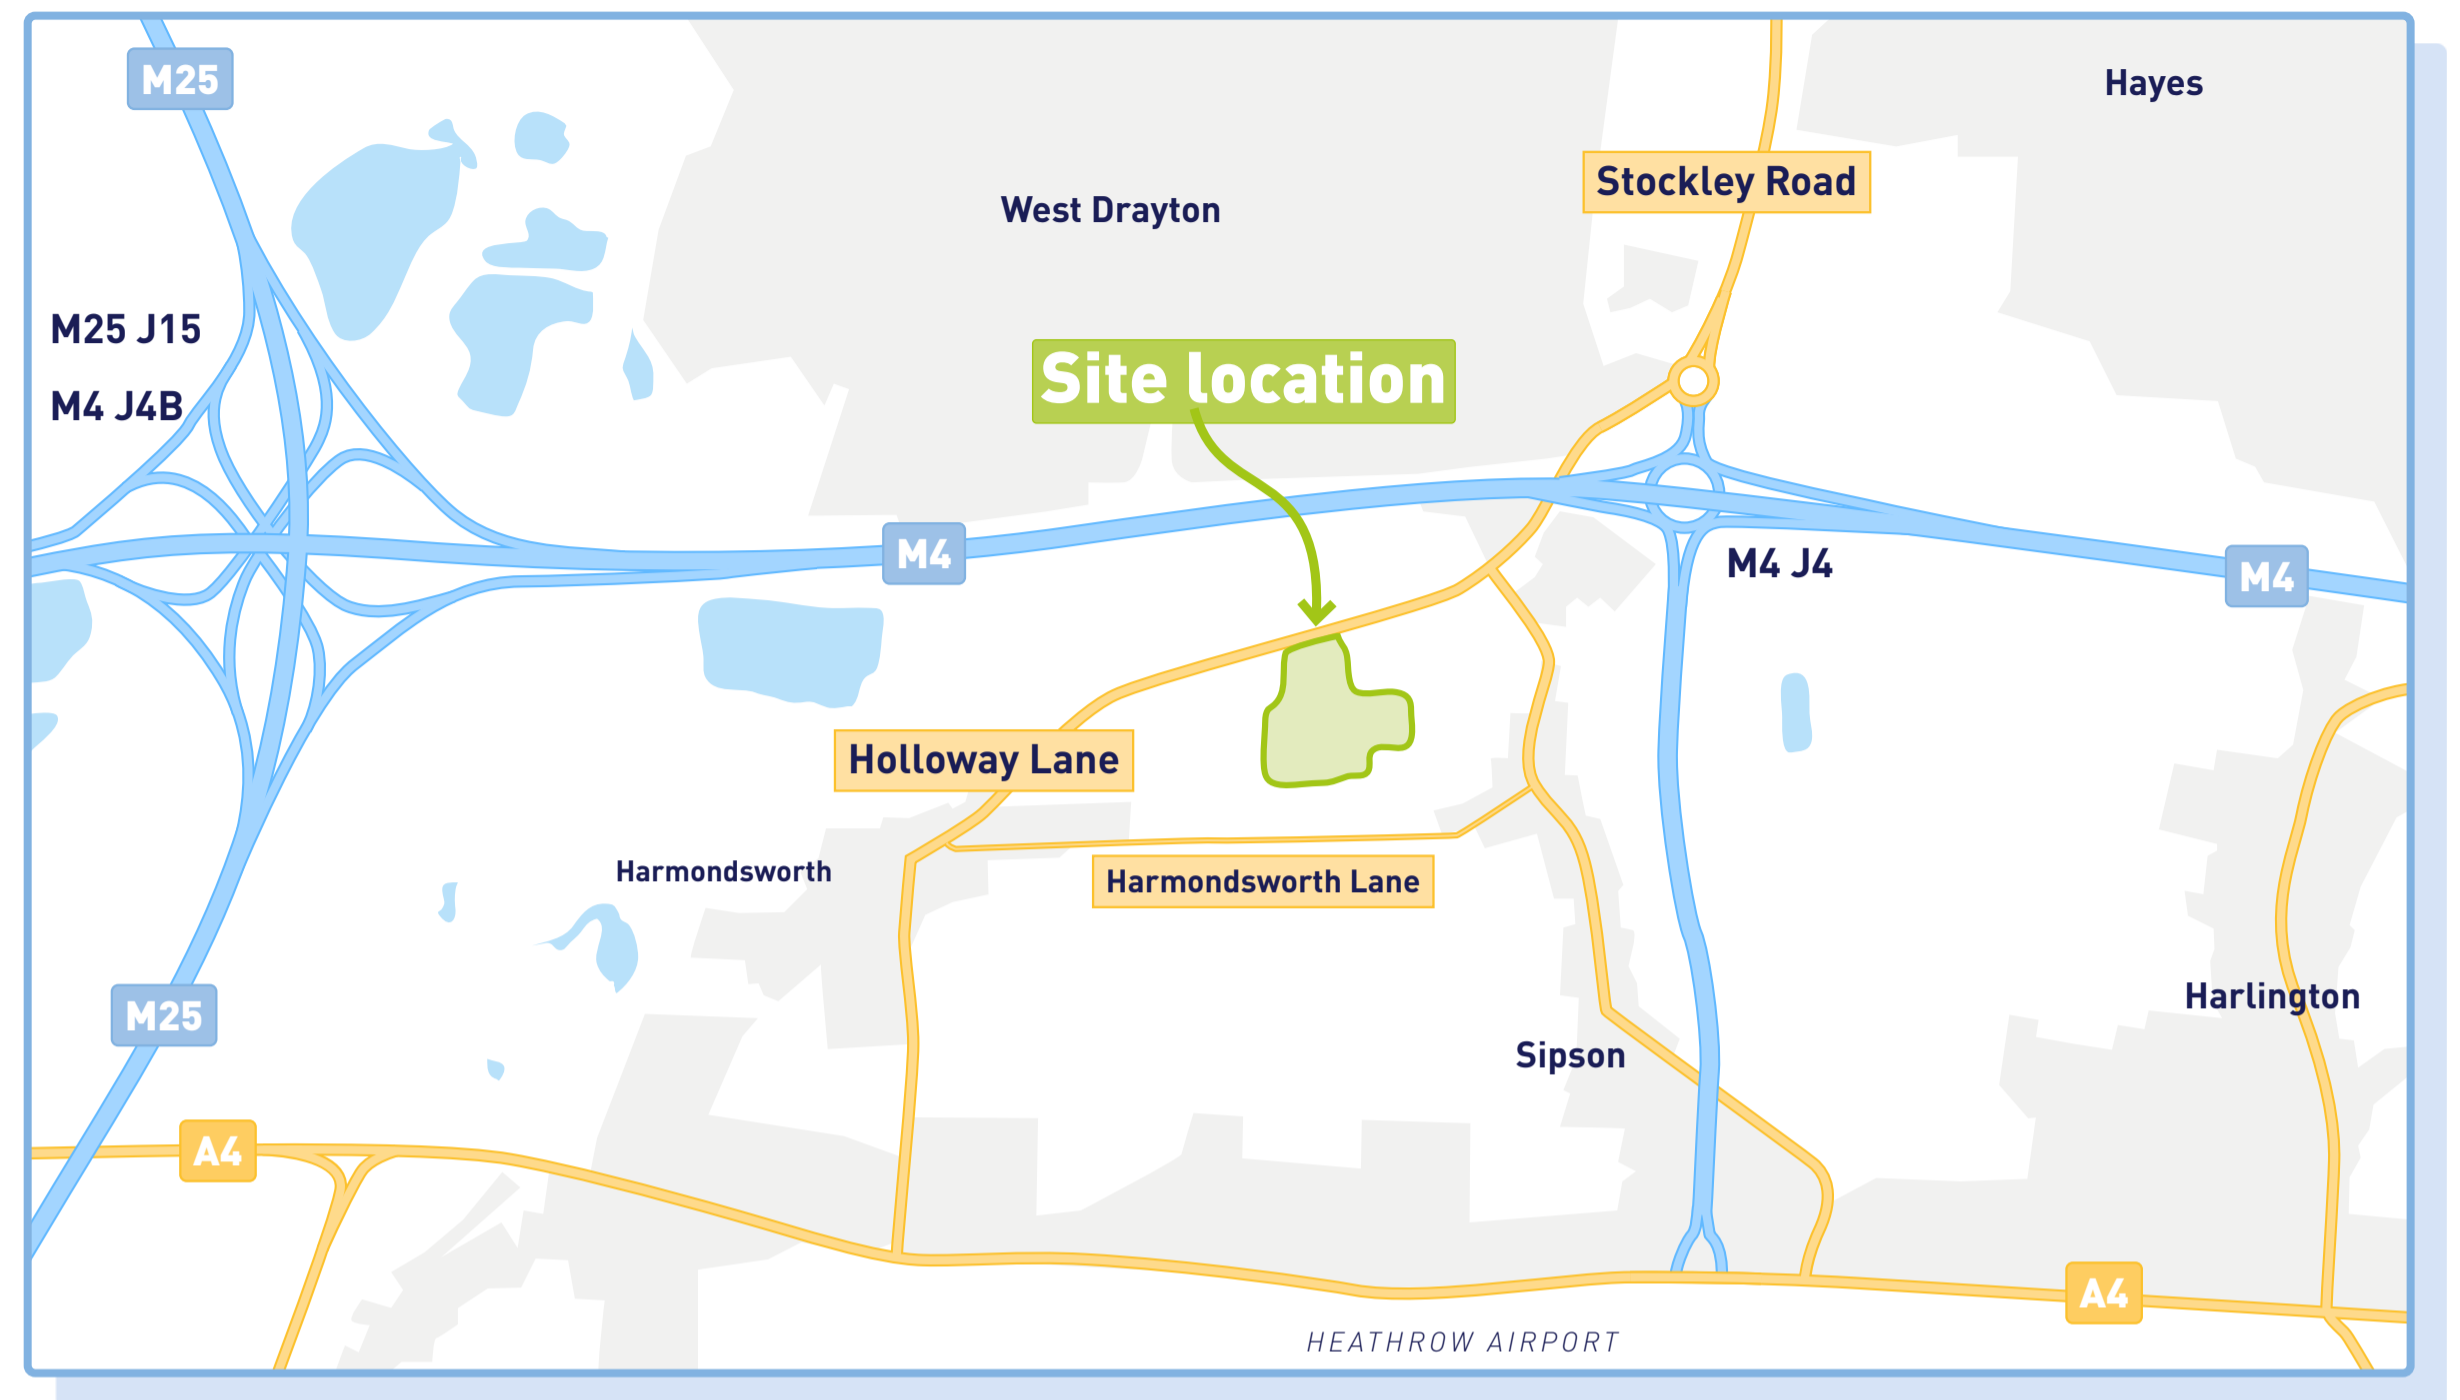 M25
Hayes
Stockley Road
West Drayton
M25 J15
M4 J4B
Site location
M4
M4 J4
M4
Holloway Lane
Harmondsworth
Harmondsworth Lane
Harlington
M25
Sipson
A4
A4
HEATHROW AIRPORT